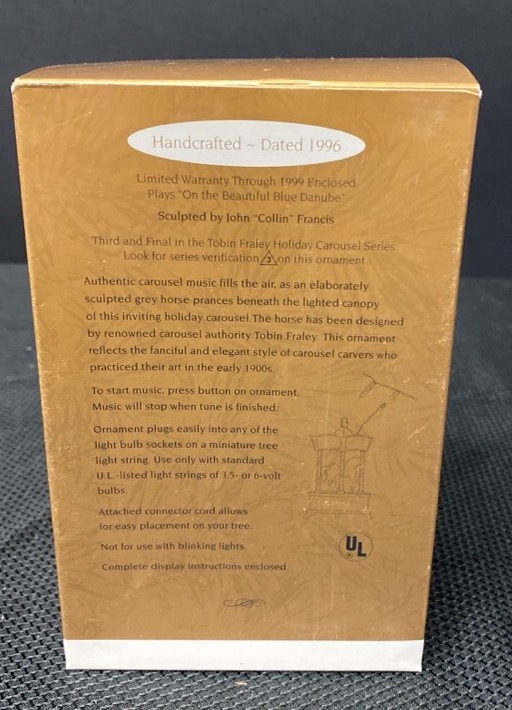 Handcrafted ~ Dated 1996
Limited Warranty Through 1999 Enclosed
Plays "On the Beautiful Blue Danube"
Sculpted by John "Collin" Francis
Third and Final in the Tobin Fraley Holiday Carousel Series.
Look for series verification 3 on this ornament.
Authentic carousel music fills the air, as an elaborately
sculpted grey horse prances beneath the lighted canopy
of this inviting holiday carousel. The horse has been designed
by renowned carousel authority Tobin Fraley. This ornament
reflects the fanciful and elegant style of carousel carvers who
practiced their art in the early 1900s.
To start music, press button on ornament.
Music will stop when tune is finished.
Ornament plugs easily into any of the
light bulb sockets on a miniature tree
light string. Use only with standard
U.L.-listed light strings of 3.5- or 6-volt
bulbs.
Attached connector cord allows
for easy placement on your tree.
Not for use with blinking lights.
UL
®
Complete display instructions enclosed.